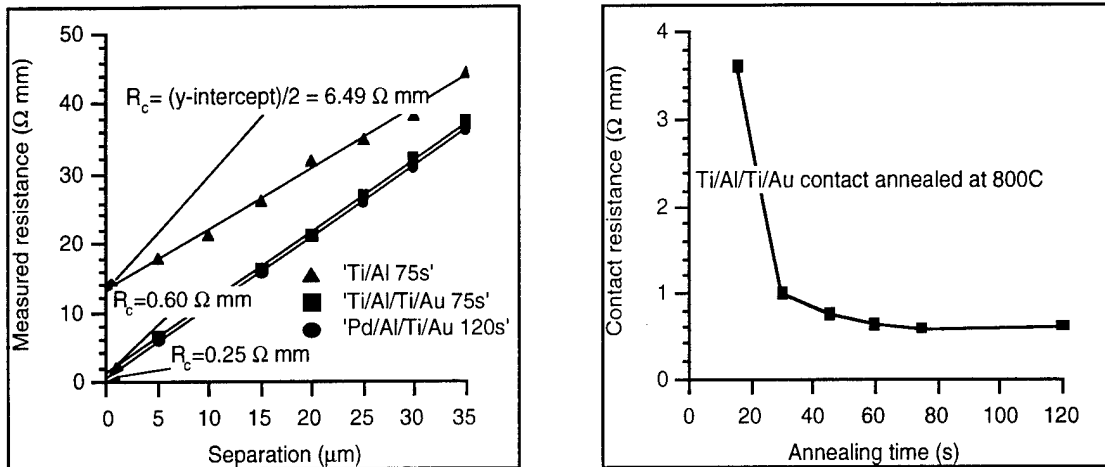 50
40
30
20
10
0
Measured resistance (Ω mm)
R_c= (y-intercept)/2 = 6.49 Ω mm
R_c=0.60 Ω mm
R_c=0.25 Ω mm
'Ti/Al 75s'
'Ti/Al/Ti/Au 75s'
'Pd/Al/Ti/Au 120s'
0 5 10 15 20 25 30 35
Separation (μm)
4
3
2
1
0
Contact resistance (Ω mm)
Ti/Al/Ti/Au contact annealed at 800C
0 20 40 60 80 100 120
Annealing time (s)